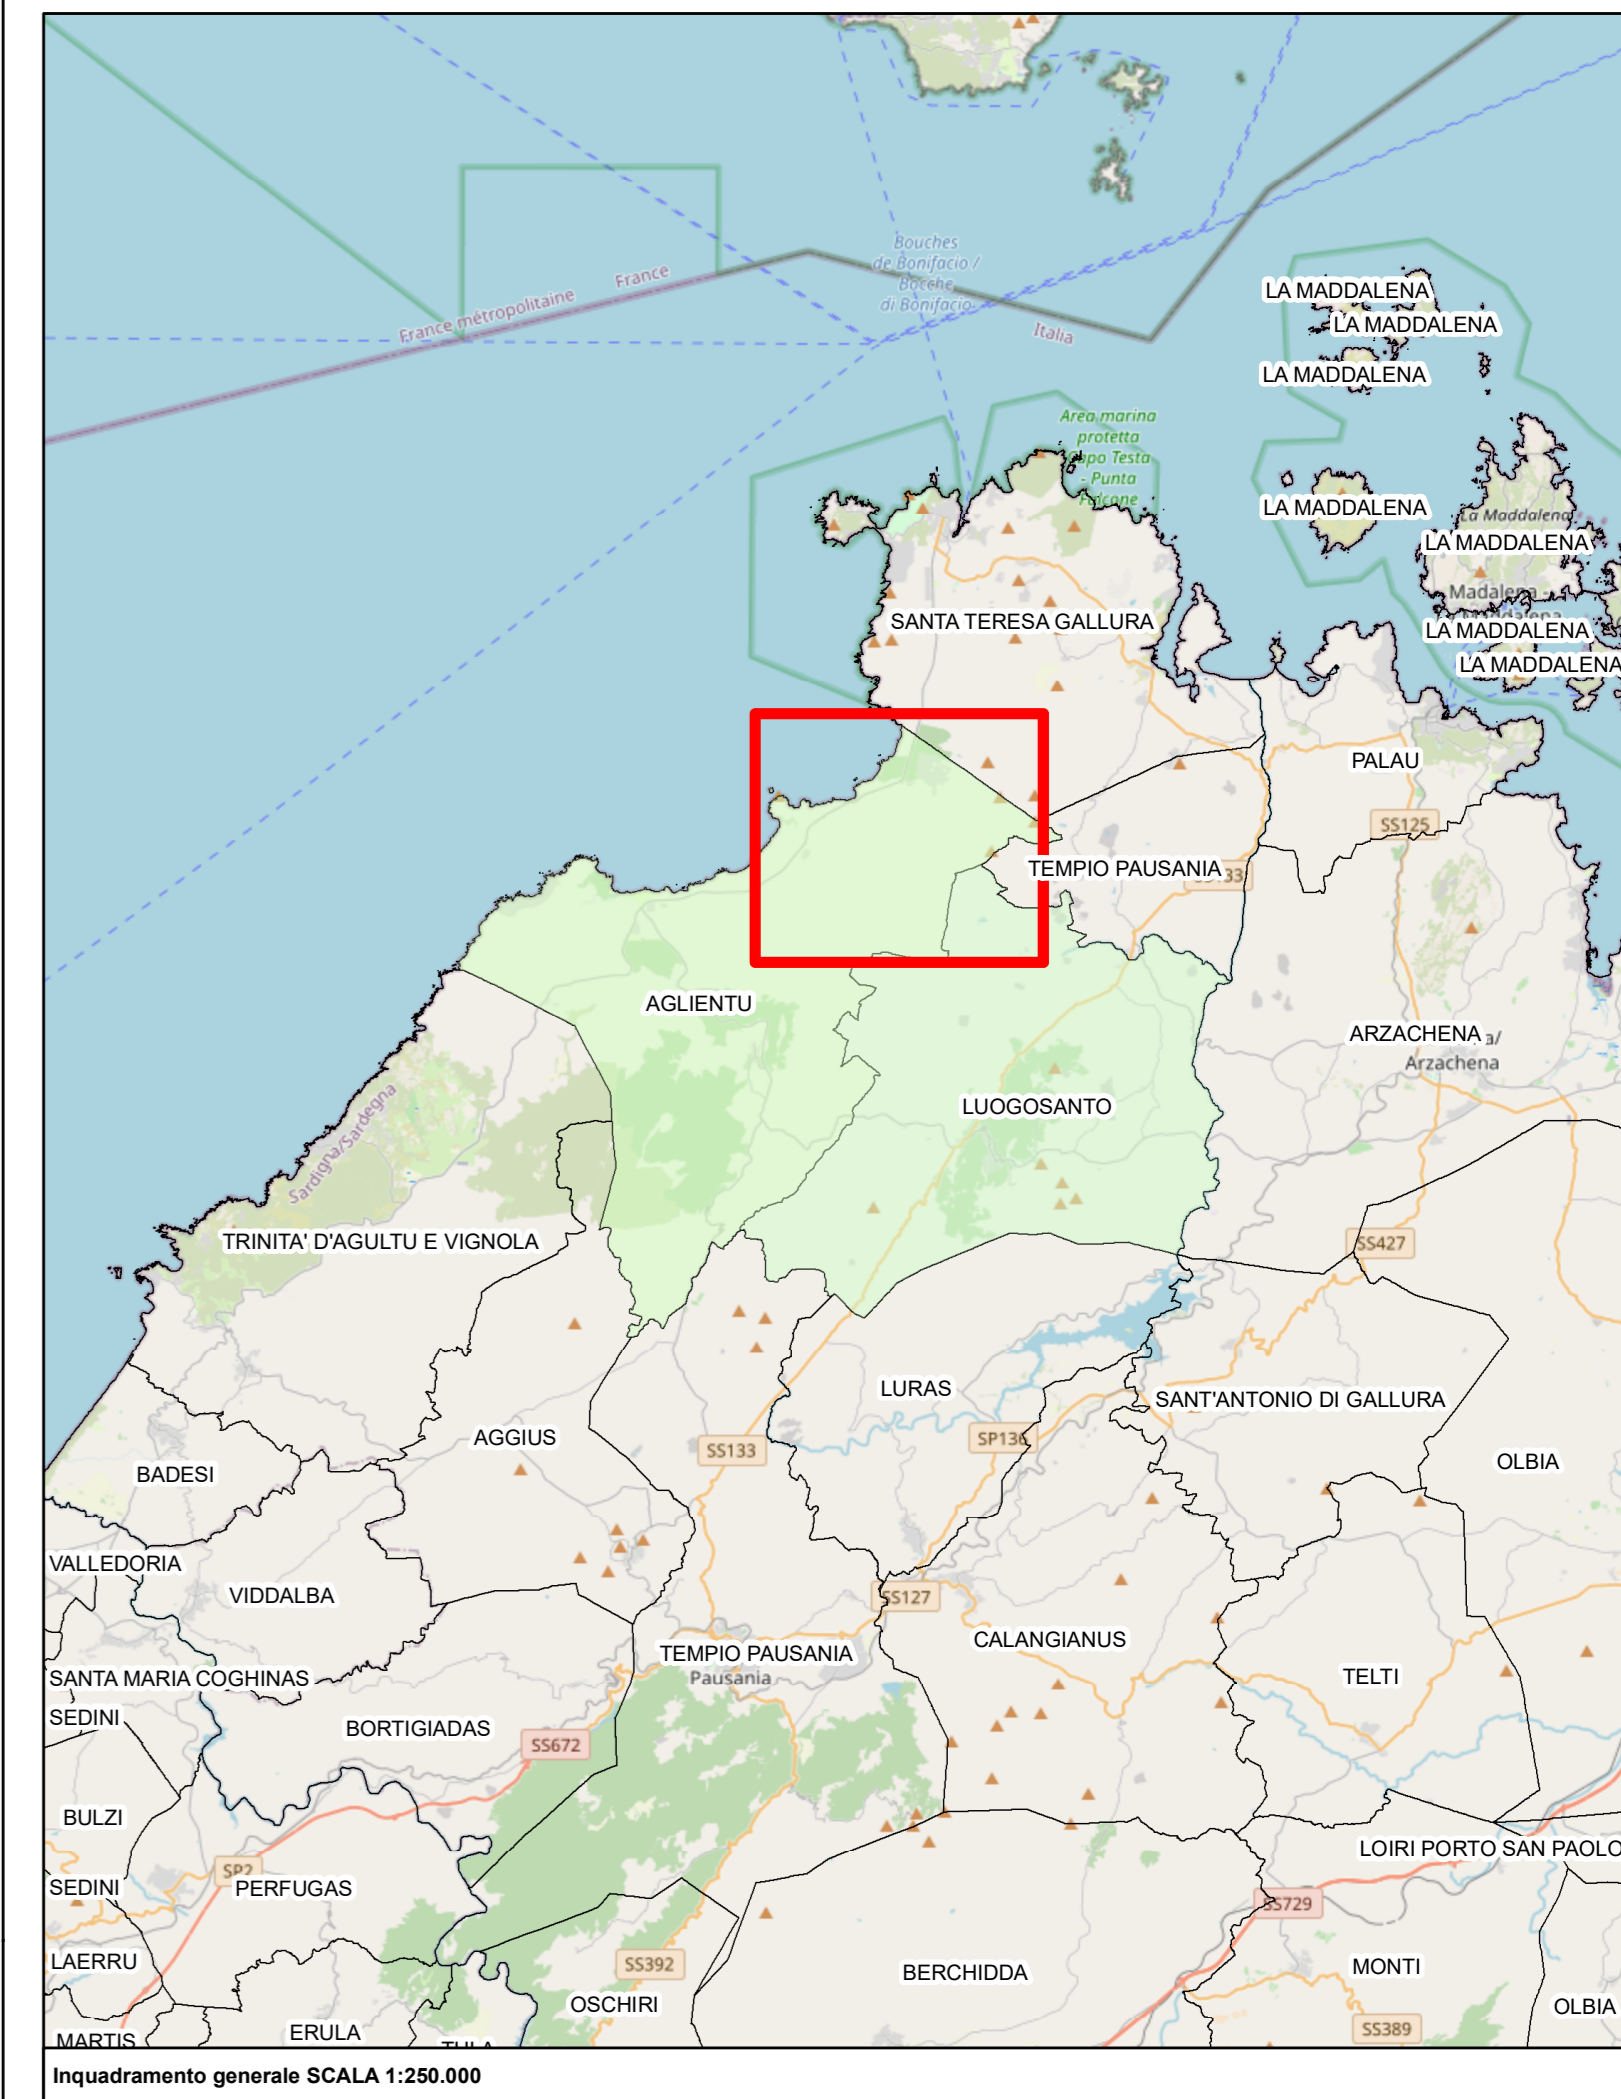 Bouches
de Bonifacio /
Bocche
di Bonifacio
France
France métropolitaine
Italia
LA MADDALENA
LA MADDALENA
LA MADDALENA
Area marina
protetta
Capo Testa
- Punta
Falcone
LA MADDALENA
La Maddalena
LA MADDALENA
Madalena -
Maddalena
LA MADDALENA
LA MADDALENA
SANTA TERESA GALLURA
PALAU
SS125
TEMPIO PAUSANIA
AGLIENTU
ARZACHENA
Arzachena
LUOGOSANTO
Sardigna/Sardegna
TRINITA' D'AGULTU E VIGNOLA
SS427
LURAS
SANT'ANTONIO DI GALLURA
AGGIUS
SS133
SP136
OLBIA
BADESI
VALLEDORIA
VIDDALBA
SS127
CALANGIANUS
TEMPIO PAUSANIA
Pausania
TELTI
SANTA MARIA COGHINAS
SEDINI
BORTIGIADAS
SS672
BULZI
LOIRI PORTO SAN PAOLO
SP2
SEDINI
PERFUGAS
SS729
LAERRU
SS392
BERCHIDDA
MONTI
OSCHIRI
OLBIA
ERULA
SS389
MARTIS
TULA
Inquadramento generale SCALA 1:250.000